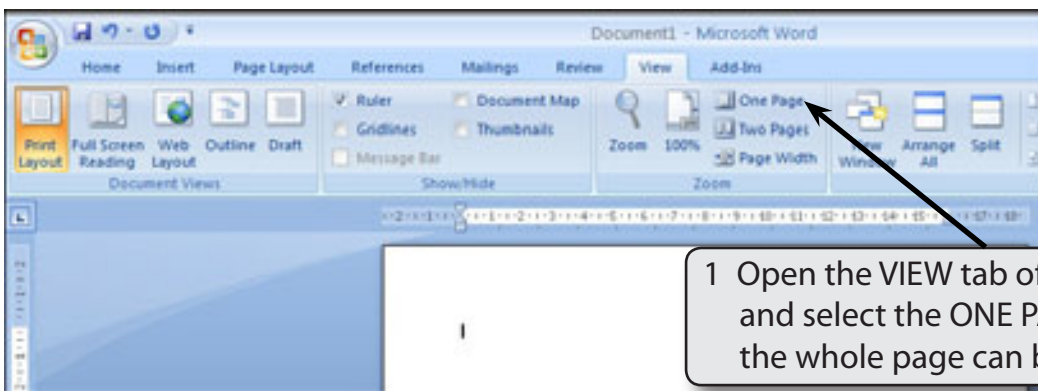 Document1 - Microsoft Word
Home Insert Page Layout References Mailings Review View Add-Ins
Print Layout
Full Screen Reading
Web Layout
Outline
Draft
Document Views
Ruler
Gridlines
Message Bar
Document Map
Thumbnails
Show/Hide
Zoom
100%
One Page
Two Pages
Page Width
Zoom
Window
Arrange All
Split
1 Open the VIEW tab of
and select the ONE PA
the whole page can b